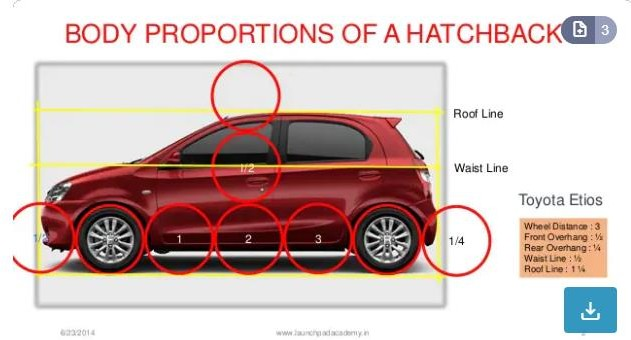 BODY PROPORTIONS OF A HATCHBACK
3
Roof Line
1/2
Waist Line
Toyota Etios
Wheel Distance : 3
Front Overhang : ½
Rear Overhang : ¼
Waist Line : ½
Roof Line : 1 ¼
1
2
3
1/4
6/23/2014
www.launchpadacademy.in